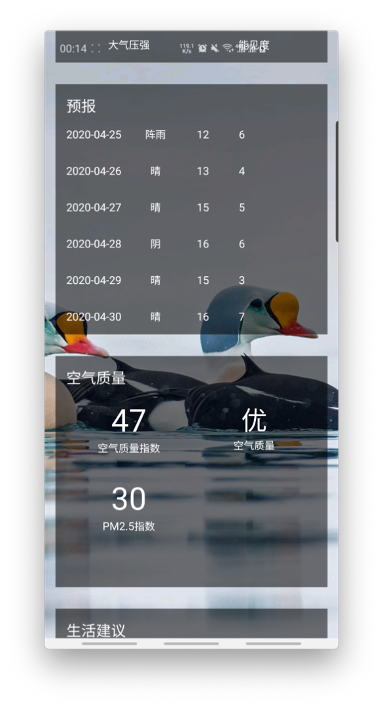 00:14 大气压强 119.1 K/s 能见度
预报
2020-04-25 阵雨 12 6
2020-04-26 晴 13 4
2020-04-27 晴 15 5
2020-04-28 阴 16 6
2020-04-29 晴 15 3
2020-04-30 晴 16 7
空气质量
47 优
空气质量指数 空气质量
30
PM2.5指数
生活建议